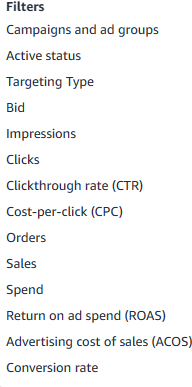 Filters
Campaigns and ad groups
Active status
Targeting Type
Bid
Impressions
Clicks
Clickthrough rate (CTR)
Cost-per-click (CPC)
Orders
Sales
Spend
Return on ad spend (ROAS)
Advertising cost of sales (ACOS)
Conversion rate